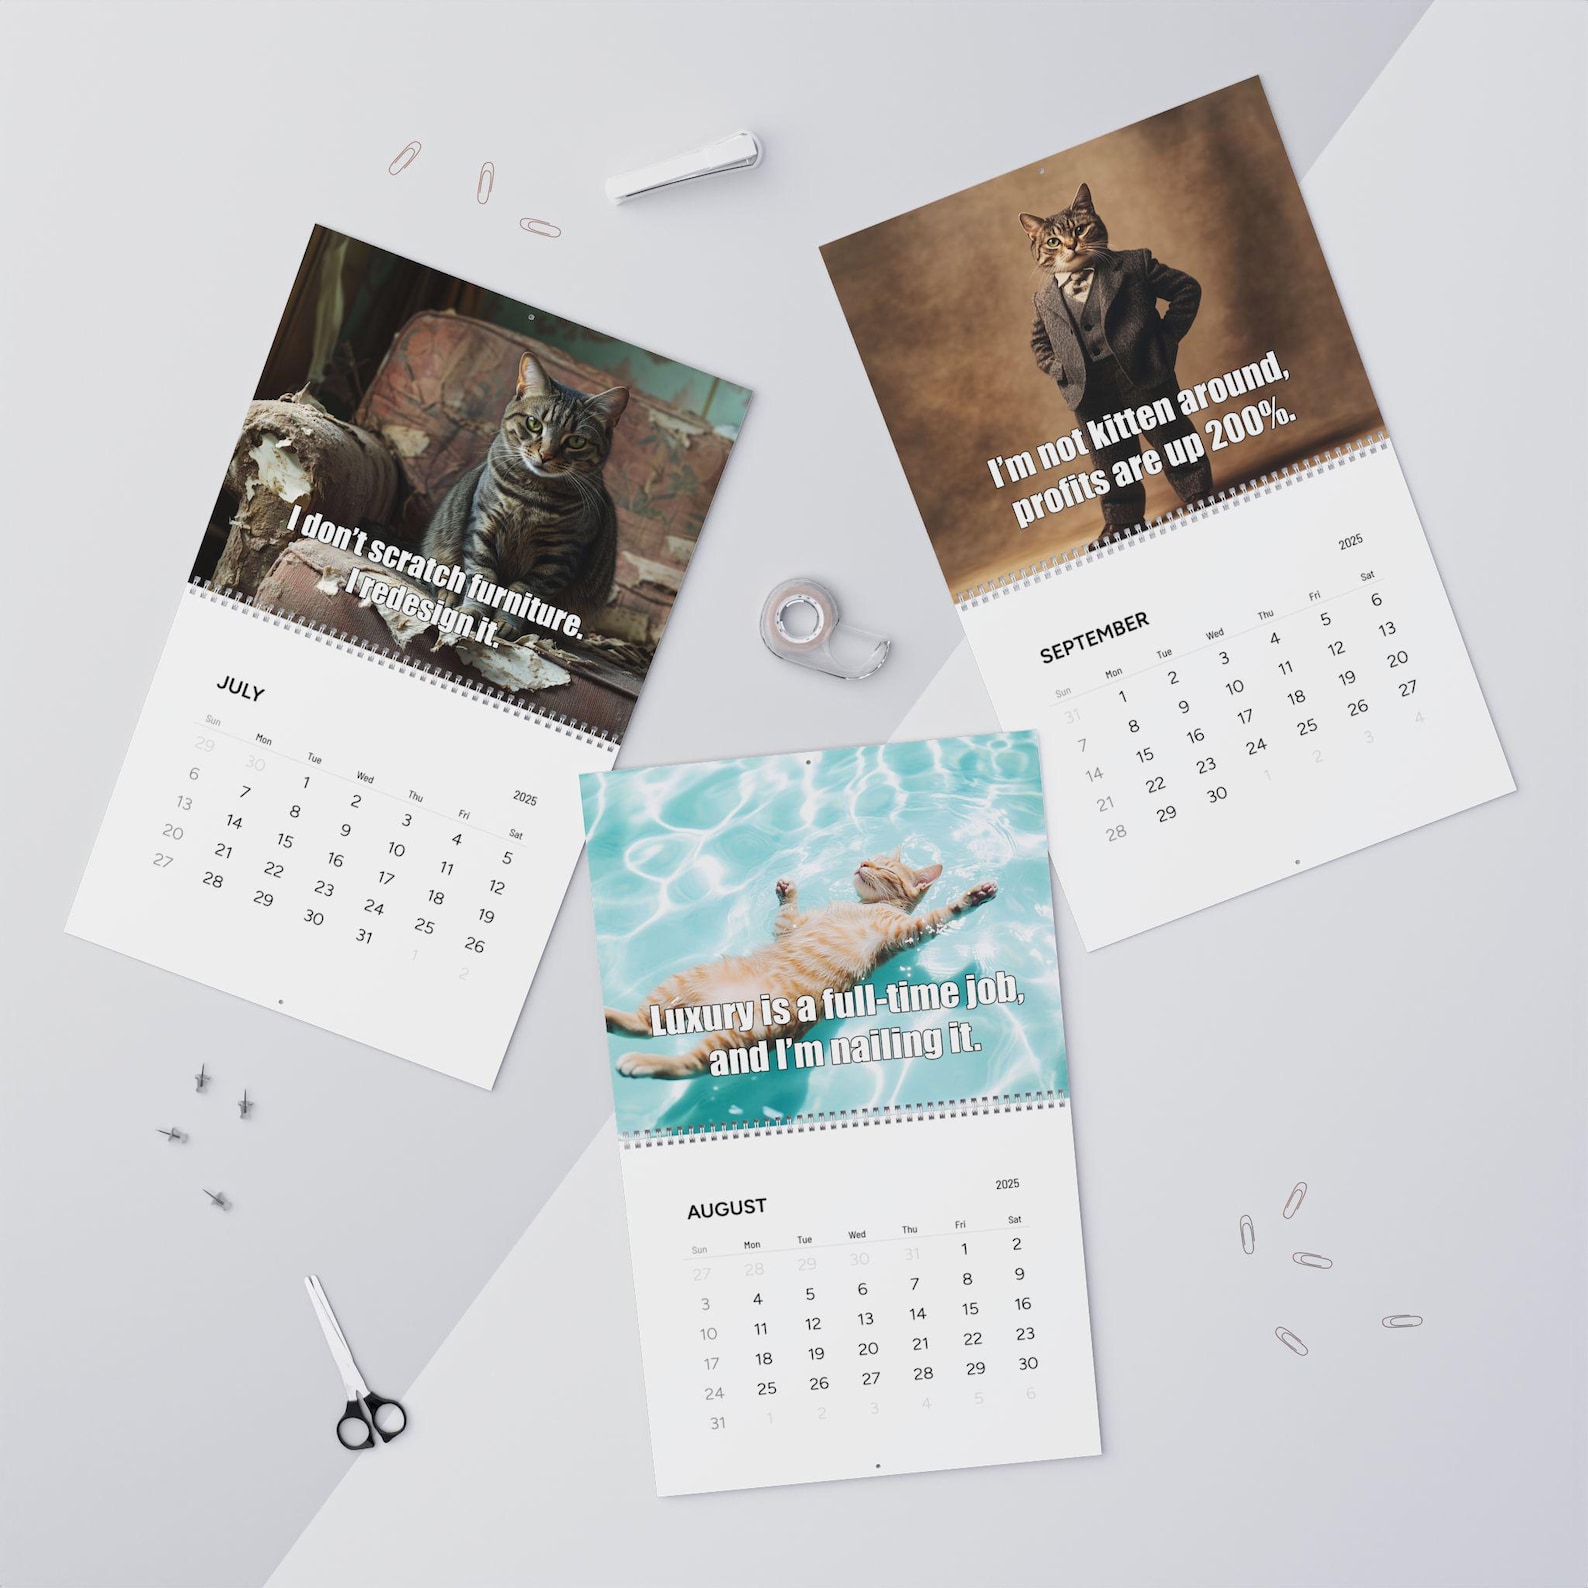 I don't scratch furniture.
I redesign it.
JULY
2025
Sun Mon Tue Wed Thu Fri Sat
29 30 1 2 3 4 5
6 7 8 9 10 11 12
13 14 15 16 17 18 19
20 21 22 23 24 25 26
27 28 29 30 31 1 2
I'm not kitten around,
profits are up 200%.
SEPTEMBER
2025
Sun Mon Tue Wed Thu Fri Sat
31 1 2 3 4 5 6
7 8 9 10 11 12 13
14 15 16 17 18 19 20
21 22 23 24 25 26 27
28 29 30 1 2 3 4
Luxury is a full-time job,
and I'm nailing it.
AUGUST
2025
Sun Mon Tue Wed Thu Fri Sat
27 28 29 30 31 1 2
3 4 5 6 7 8 9
10 11 12 13 14 15 16
17 18 19 20 21 22 23
24 25 26 27 28 29 30
31 1 2 3 4 5 6